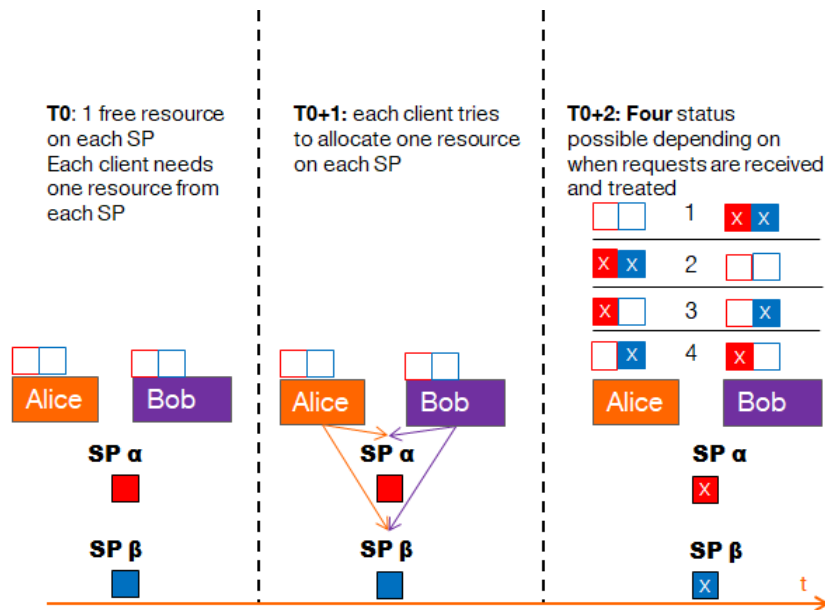 T0: 1 free resource
on each SP
Each client needs
one resource from
each SP
Alice
Bob
SP α
SP β
T0+1: each client tries
to allocate one resource
on each SP
Alice
Bob
SP α
SP β
T0+2: Four status
possible depending on
when requests are received
and treated
1 X X
X X 2
X 3 X
X 4 X
Alice
Bob
SP α
X
SP β
X
t